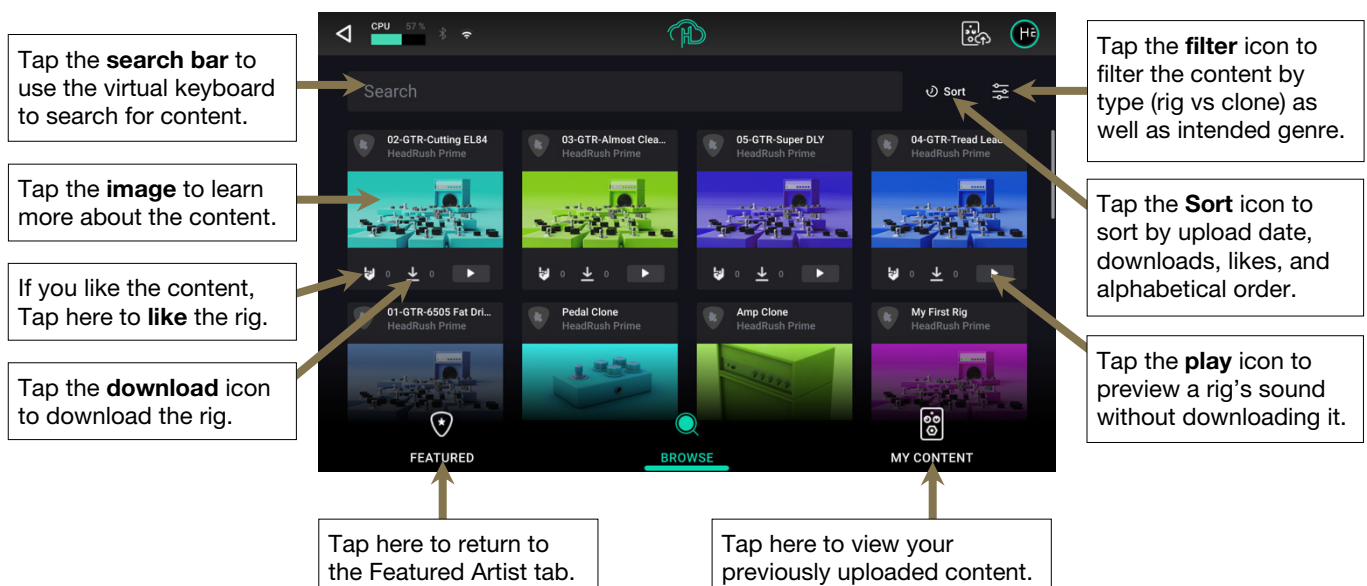 CPU 57 %
Tap the search bar to
use the virtual keyboard
to search for content.
Tap the image to learn
more about the content.
If you like the content,
Tap here to like the rig.
Tap the download icon
to download the rig.
Search
Sort
02-GTR-Cutting EL84
HeadRush Prime
03-GTR-Almost Clea...
HeadRush Prime
05-GTR-Super DLY
HeadRush Prime
04-GTR-Tread Lead
HeadRush Prime
0 0
0 0
0 0
0 0
01-GTR-6505 Fat Dri...
HeadRush Prime
Pedal Clone
HeadRush Prime
Amp Clone
HeadRush Prime
My First Rig
HeadRush Prime
FEATURED
BROWSE
MY CONTENT
Tap the filter icon to
filter the content by
type (rig vs clone) as
well as intended genre.
Tap the Sort icon to
sort by upload date,
downloads, likes, and
alphabetical order.
Tap the play icon to
preview a rig's sound
without downloading it.
Tap here to return to
the Featured Artist tab.
Tap here to view your
previously uploaded content.